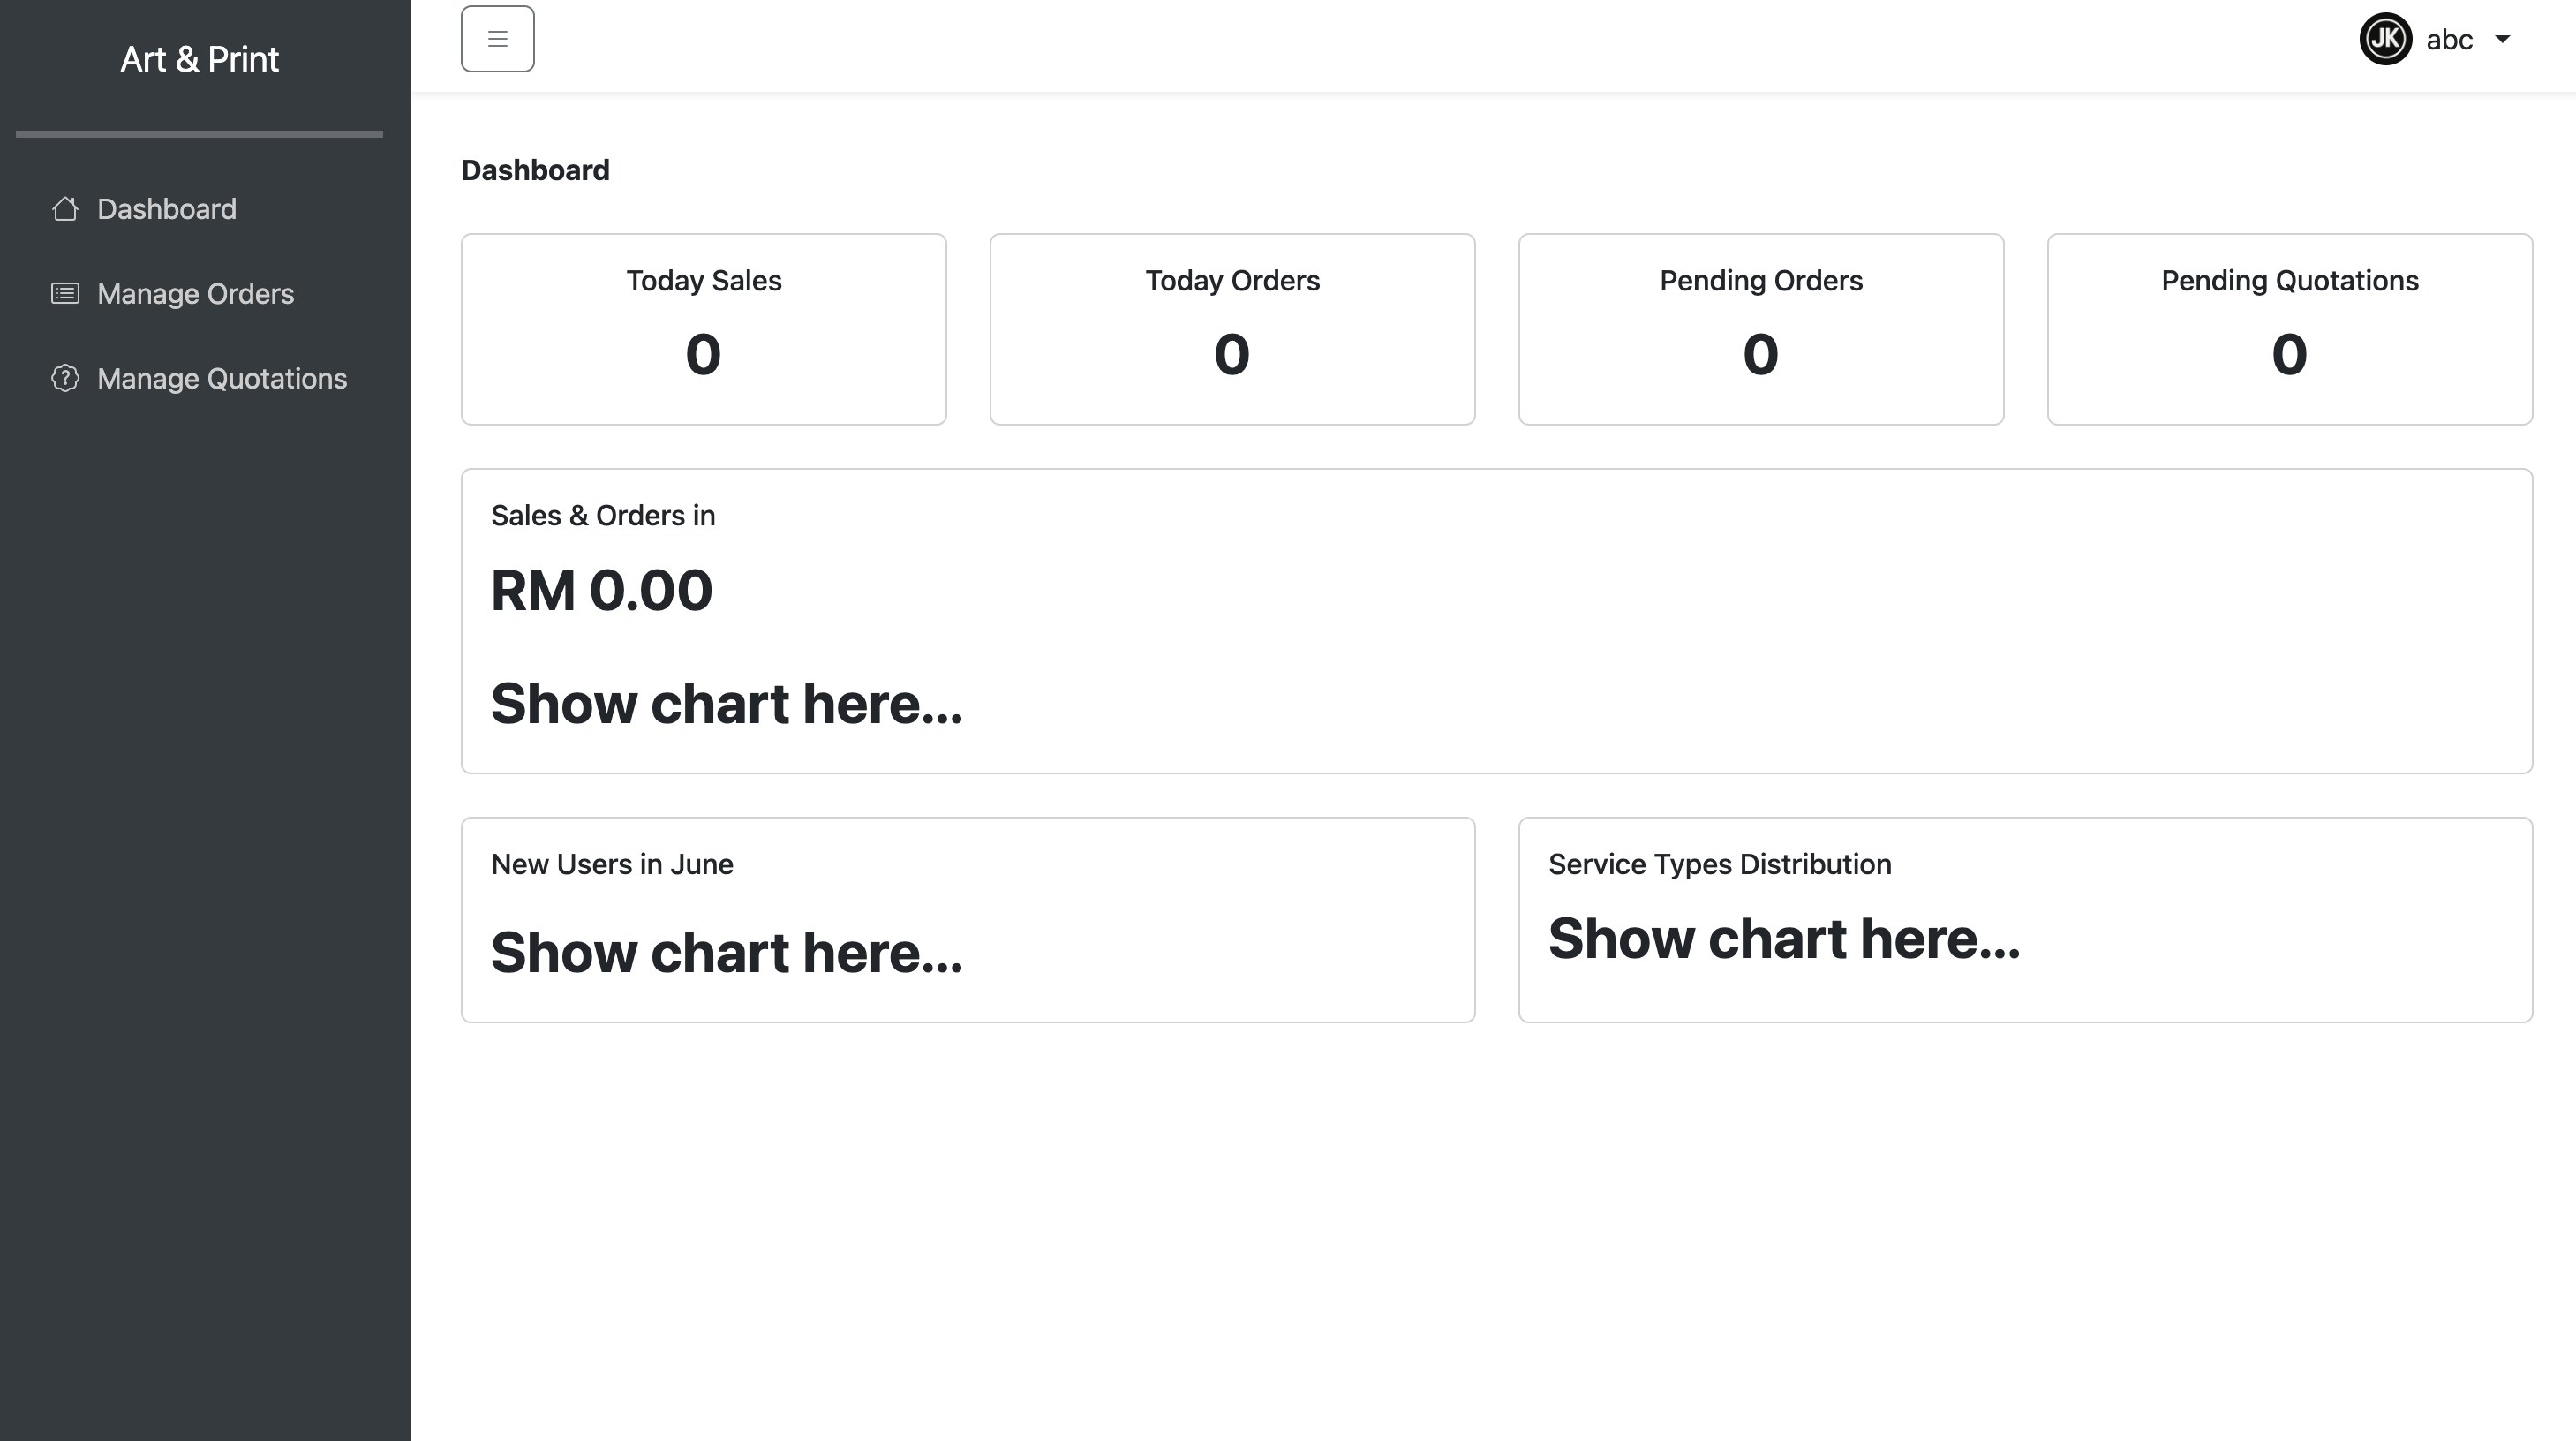 Art & Print
JK
abc
Dashboard
Manage Orders
Manage Quotations
Dashboard
Today Sales
0
Today Orders
0
Pending Orders
0
Pending Quotations
0
Sales & Orders in
RM 0.00
Show chart here...
New Users in June
Show chart here...
Service Types Distribution
Show chart here...